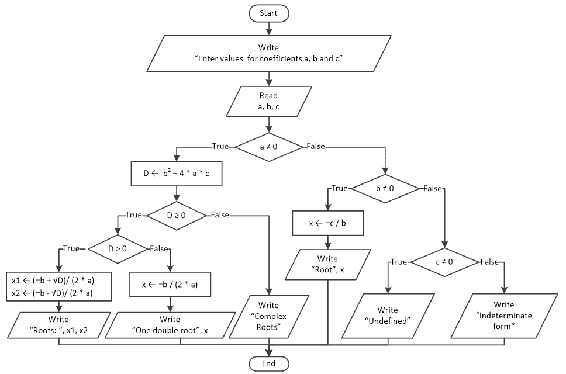 Start
Write
"Enter values for coefficients a, b and c"
Read
a, b, c
True
a ≠ 0
False
D ← b² – 4 * a * c
b ≠ 0
True
False
True
D ≥ 0
False
x ← –c / b
True
D > 0
False
Write
"Root", x
True
c ≠ 0
False
x1 ← (–b + √D)/ (2 * a)
x2 ← (–b - √D)/ (2 * a)
x ← –b / (2 * a)
Write
"Roots: ", x1, x2
Write
"One double root", x
Write
"Complex
Roots"
Write
"Undefined"
Write
"Indeterminate
form"
End